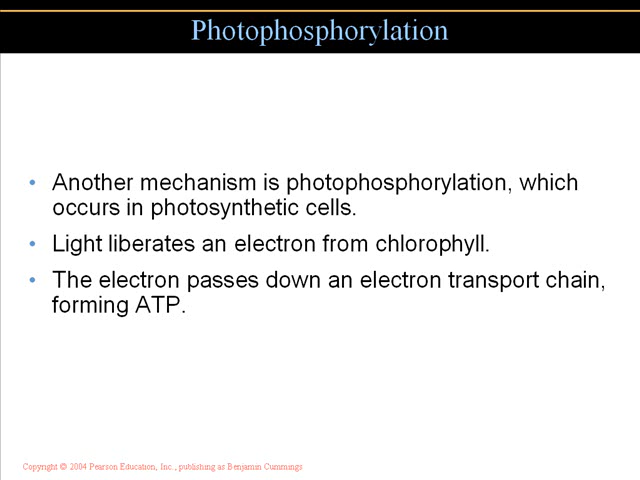 Photophosphorylation
• Another mechanism is photophosphorylation, which
occurs in photosynthetic cells.
• Light liberates an electron from chlorophyll.
• The electron passes down an electron transport chain,
forming ATP.
Copyright © 2004 Pearson Education, Inc., publishing as Benjamin Cummings